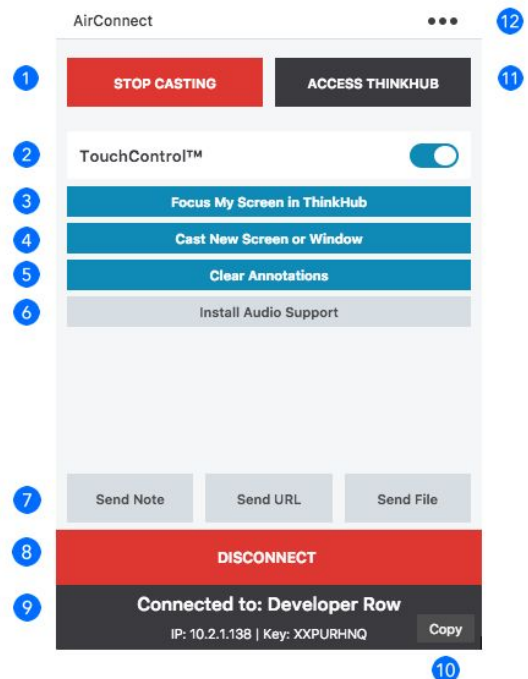 AirConnect ••• 12
1 STOP CASTING ACCESS THINKHUB 11
2 TouchControl™
3 Focus My Screen in ThinkHub
4 Cast New Screen or Window
5 Clear Annotations
6 Install Audio Support
7 Send Note Send URL Send File
8 DISCONNECT
9 Connected to: Developer Row
IP: 10.2.1.138 | Key: XXPURHNQ Copy
10